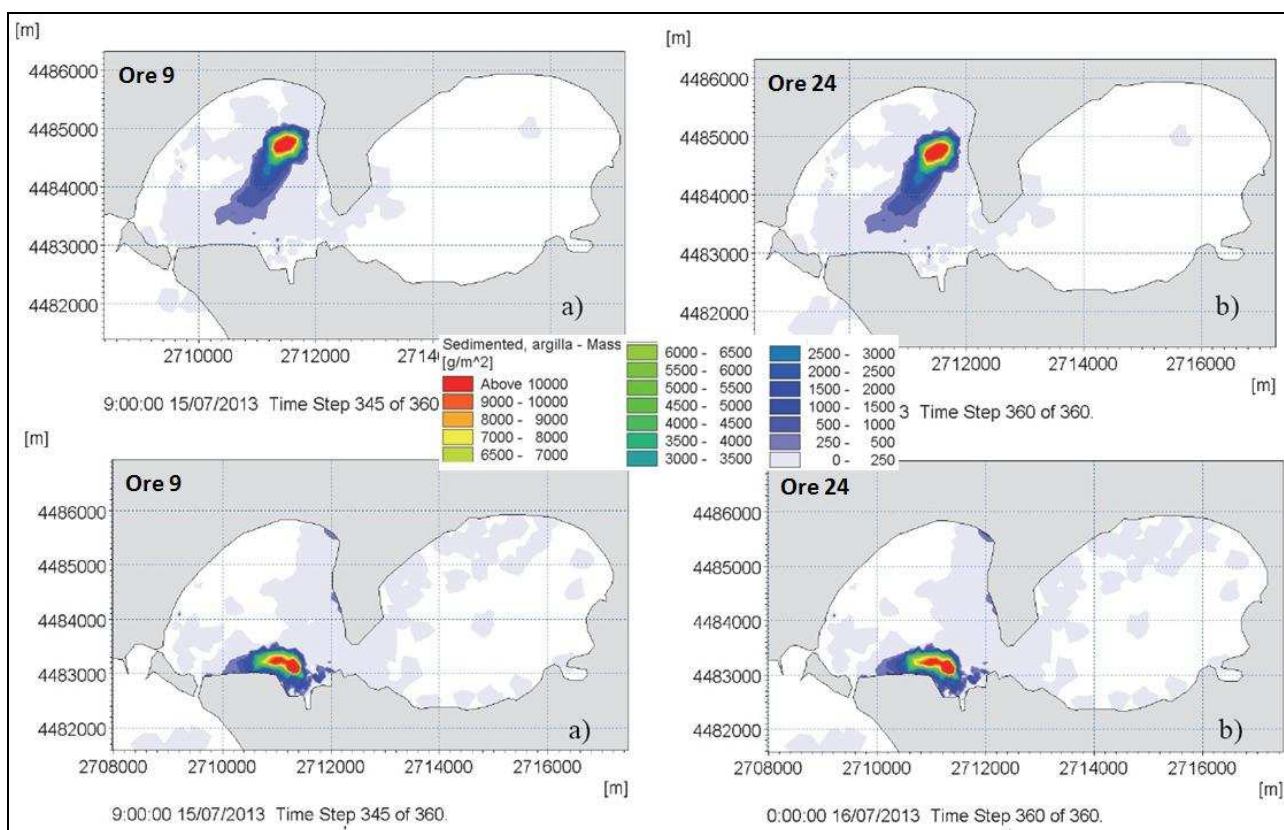 [m]
Ore 9
4486000
4485000
4484000
4483000
4482000
a)
2710000 2712000 2714
[m]
Ore 24
4486000
4485000
4484000
4483000
4482000
b)
2712000 2714000 2716000
[m]
9:00:00 15/07/2013 Time Step 345 of 360
3 Time Step 360 of 360.
Sedimented, argilla - Mass
[g/m^2]
Above 10000
9000 - 10000
8000 - 9000
7000 - 8000
6500 - 7000
6000 - 6500
5500 - 6000
5000 - 5500
4500 - 5000
4000 - 4500
3500 - 4000
3000 - 3500
2500 - 3000
2000 - 2500
1500 - 2000
1000 - 1500
500 - 1000
250 - 500
0 - 250
[m]
Ore 9
4486000
4485000
4484000
4483000
4482000
a)
2708000 2710000 2712000 2714000 2716000
[m]
9:00:00 15/07/2013 Time Step 345 of 360.
[m]
Ore 24
4486000
4485000
4484000
4483000
4482000
b)
2708000 2710000 2712000 2714000 2716000
[m]
0:00:00 16/07/2013 Time Step 360 of 360.